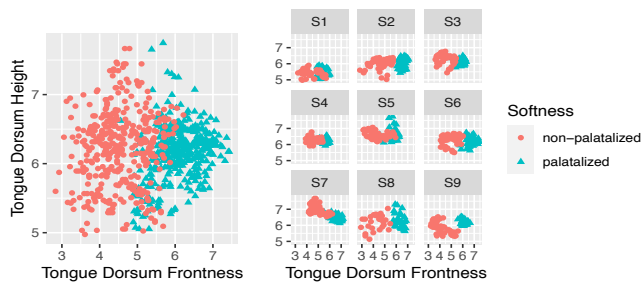 S1 S2 S3
7
6
5
S4 S5 S6
8
7
6
5
S7 S8 S9
7
6
5
3 4 5 6 7 3 4 5 6 7 3 4 5 6 7
Tongue Dorsum Frontness
Tongue Dorsum Height
7
6
5
3 4 5 6 7
Tongue Dorsum Frontness
Softness
non-palatalized
palatalized